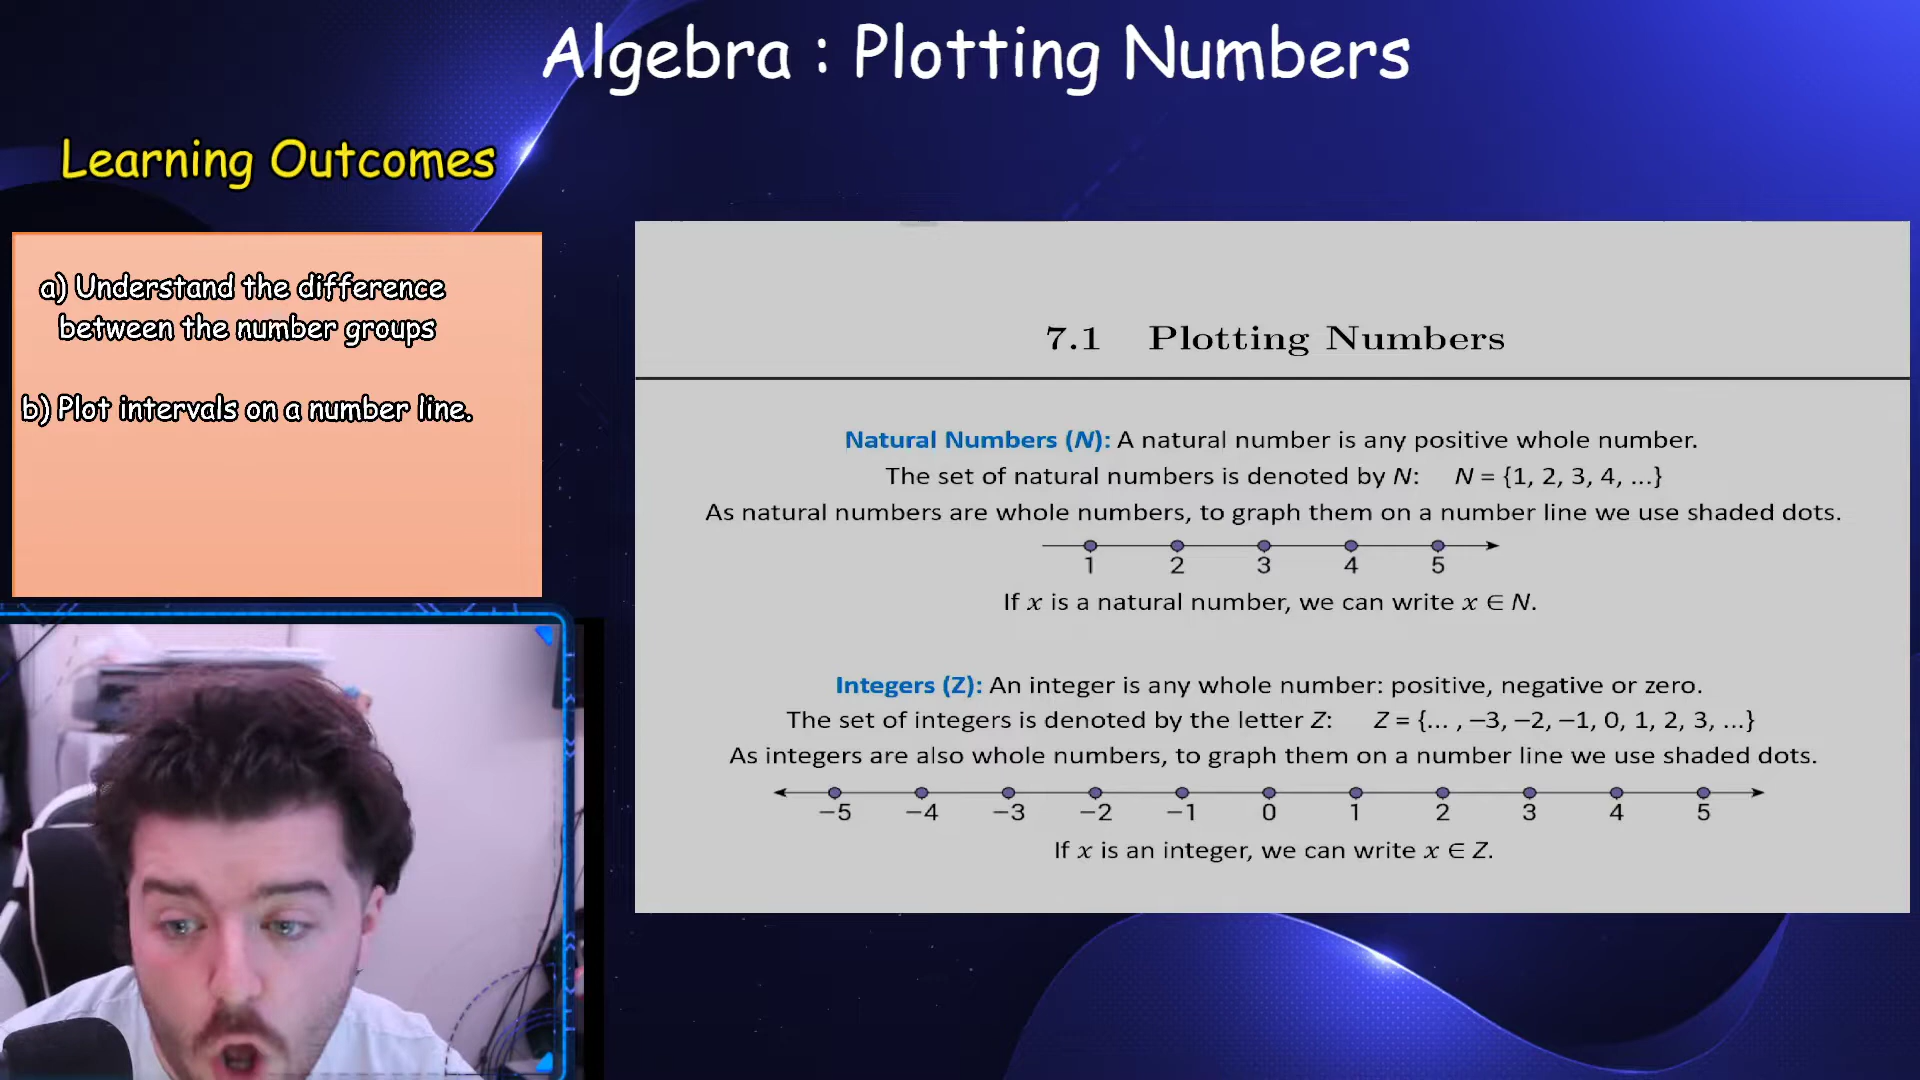 Algebra : Plotting Numbers
Learning Outcomes
a) Understand the difference
between the number groups
b) Plot intervals on a number line.
7.1 Plotting Numbers
Natural Numbers (N): A natural number is any positive whole number.
The set of natural numbers is denoted by N: N = {1, 2, 3, 4, ...}
As natural numbers are whole numbers, to graph them on a number line we use shaded dots.
1 2 3 4 5
If x is a natural number, we can write x ∈ N.
Integers (Z): An integer is any whole number: positive, negative or zero.
The set of integers is denoted by the letter Z: Z = {... , –3, –2, –1, 0, 1, 2, 3, ...}
As integers are also whole numbers, to graph them on a number line we use shaded dots.
–5 –4 –3 –2 –1 0 1 2 3 4 5
If x is an integer, we can write x ∈ Z.